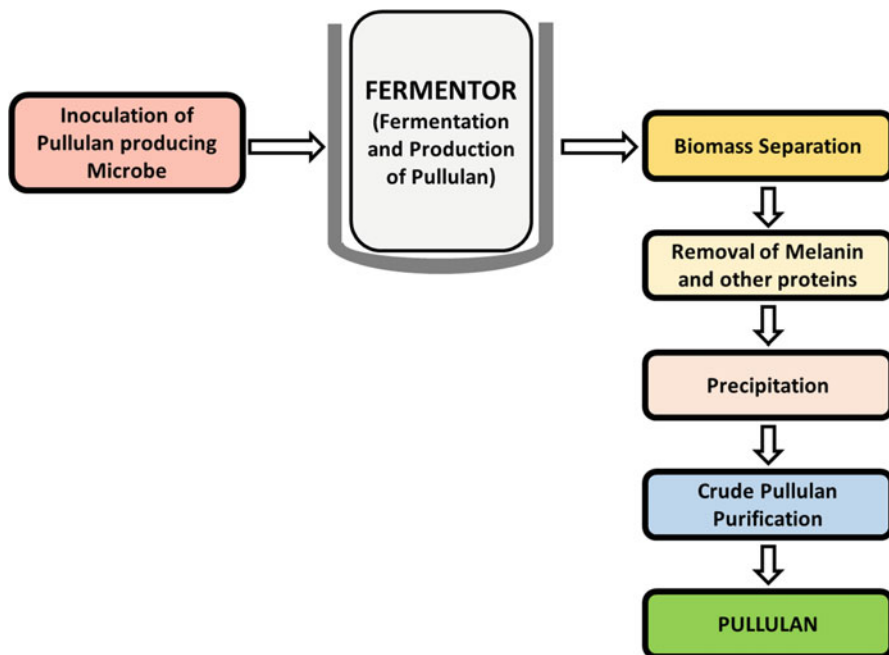 Inoculation of
Pullulan producing
Microbe
FERMENTOR
(Fermentation
and Production
of Pullulan)
Biomass Separation
Removal of Melanin
and other proteins
Precipitation
Crude Pullulan
Purification
PULLULAN